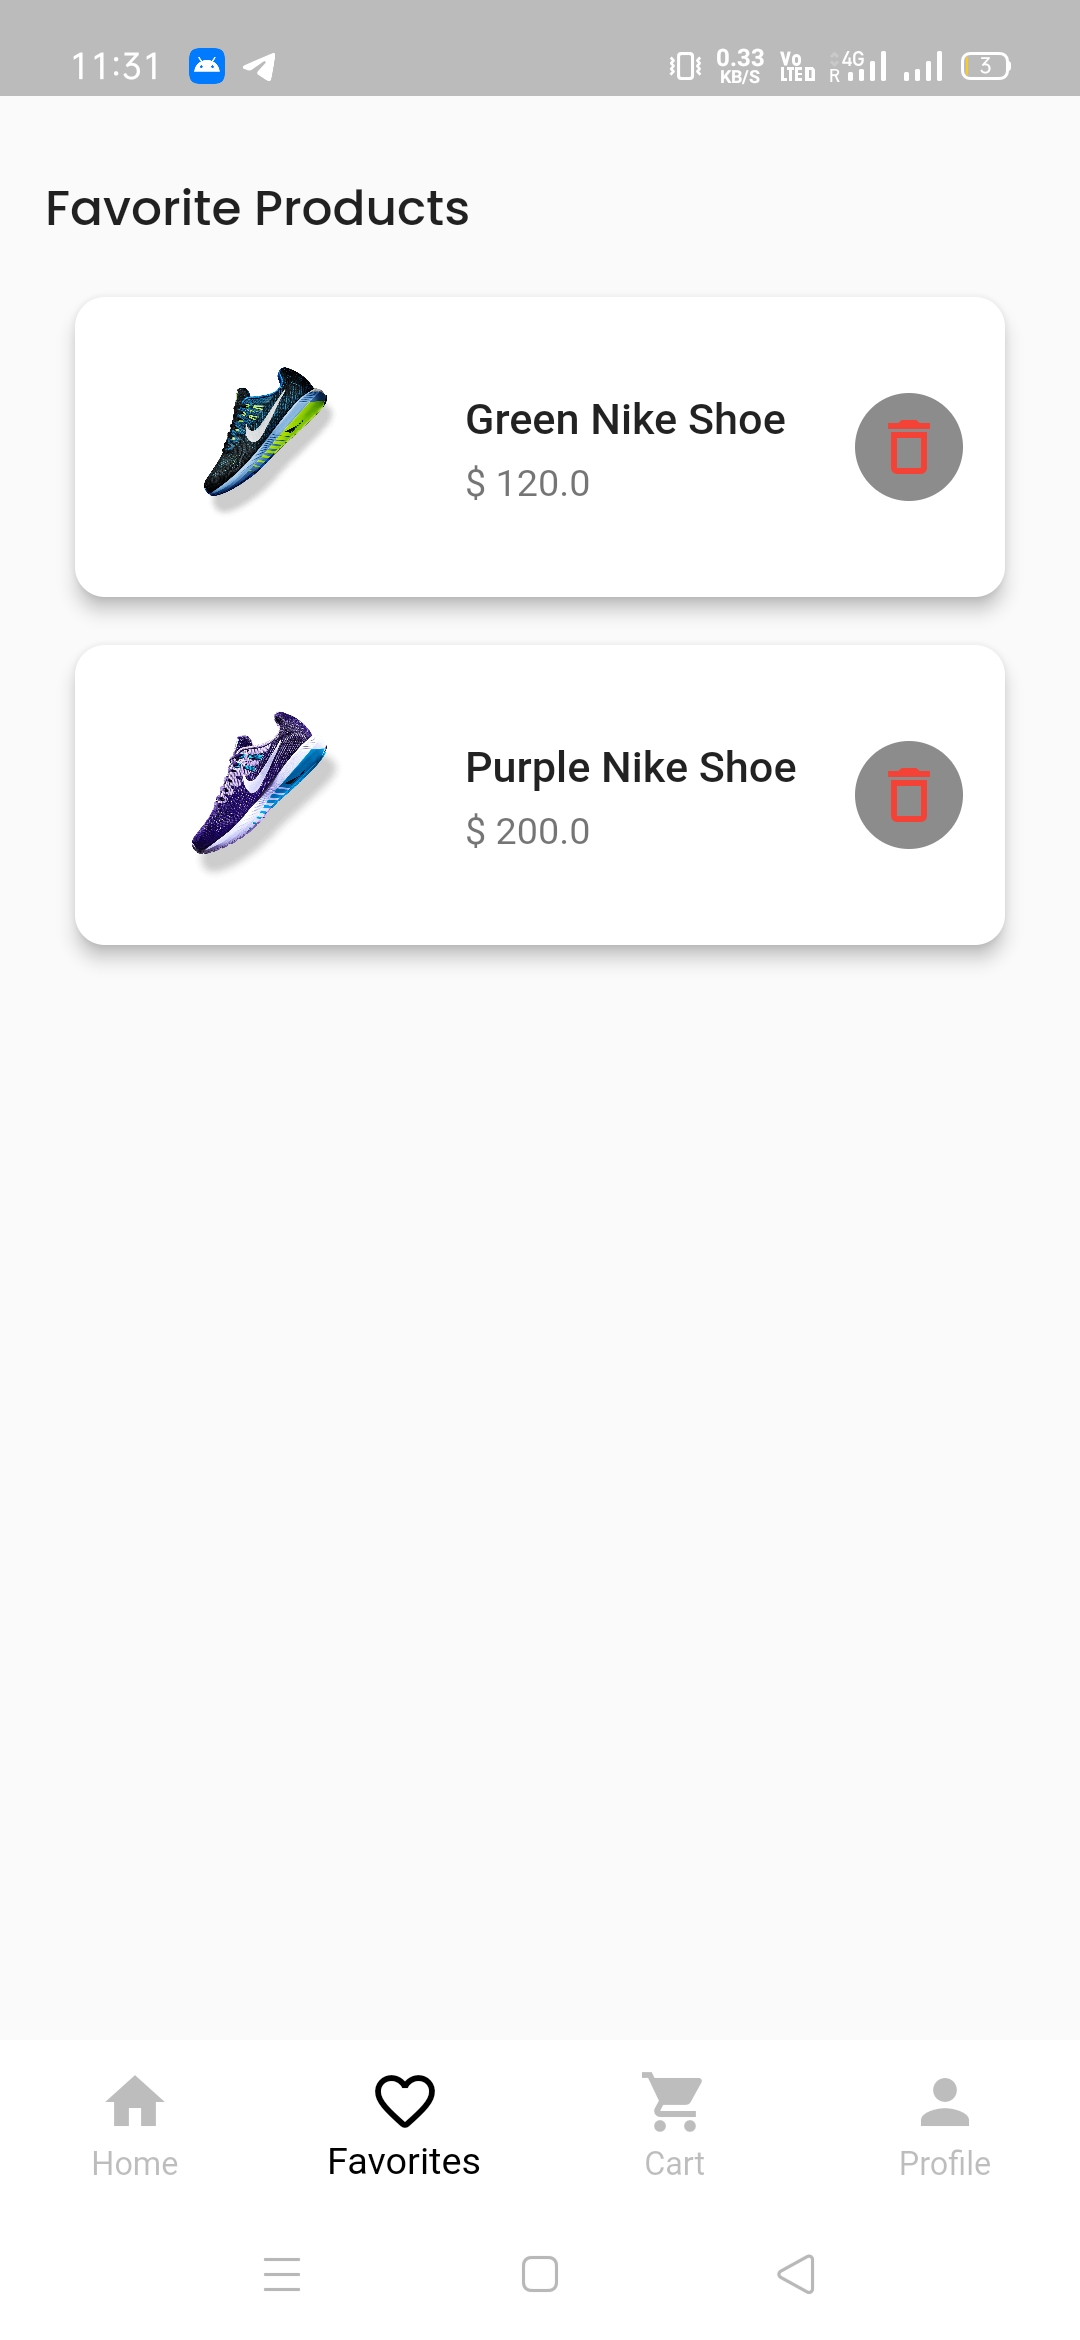 11:31 0.33 KB/S Vo LTE D R 4G 3
Favorite Products
Green Nike Shoe
$ 120.0
Purple Nike Shoe
$ 200.0
Home Favorites Cart Profile